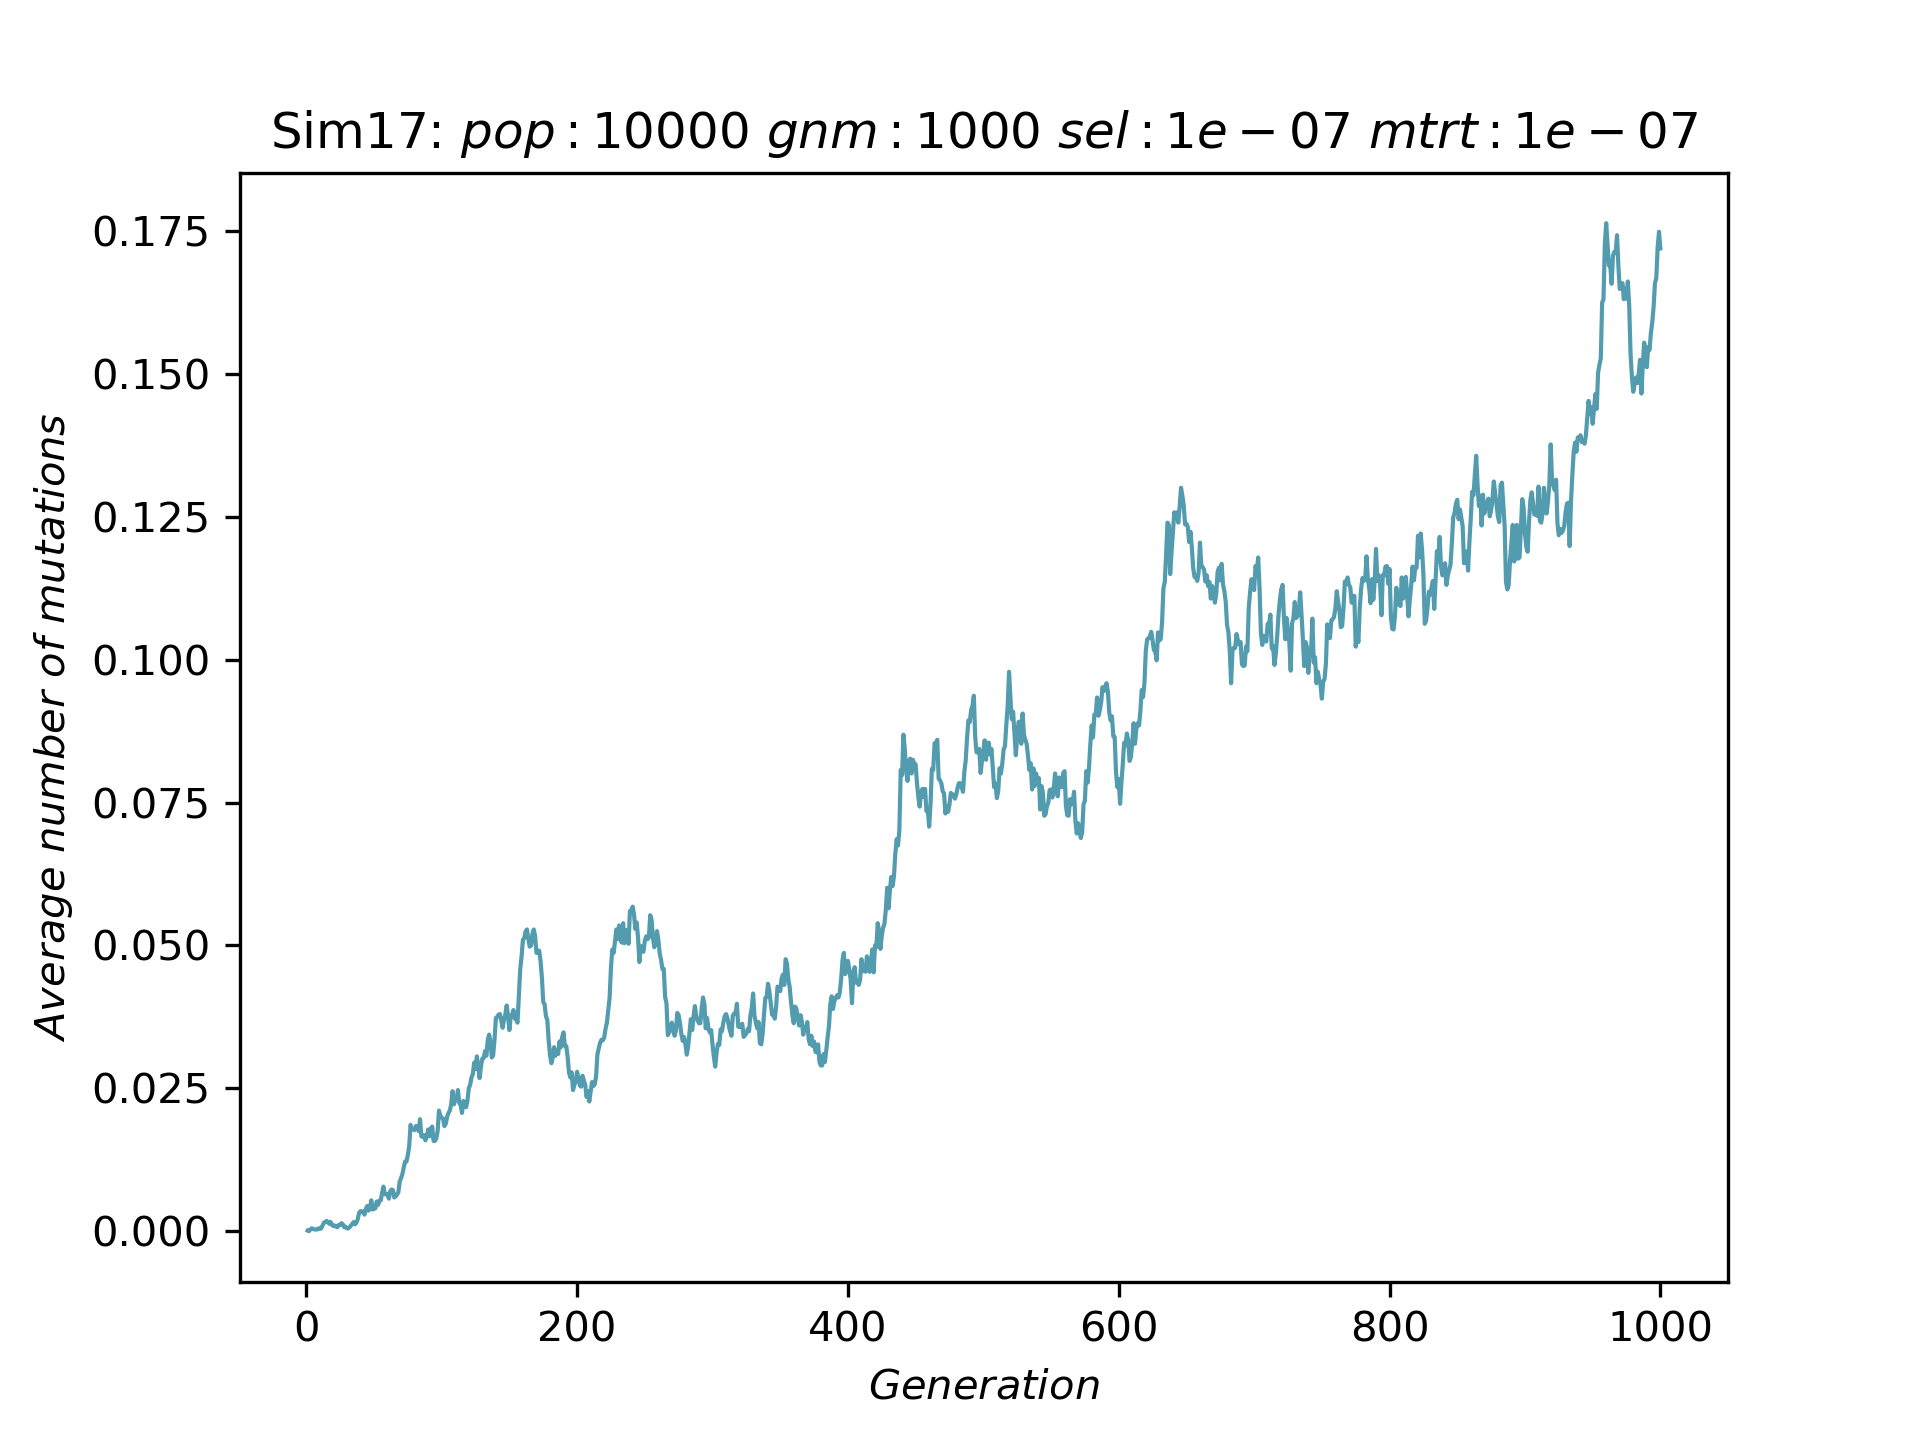 Sim17: pop : 10000 gnm : 1000 sel : 1e − 07 mtrt : 1e − 07
0.175
0.150
0.125
0.100
0.075
0.050
0.025
0.000
Average number of mutations
0 200 400 600 800 1000
Generation